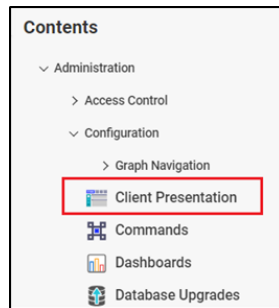 Contents
Administration
Access Control
Configuration
Graph Navigation
Client Presentation
Commands
Dashboards
Database Upgrades